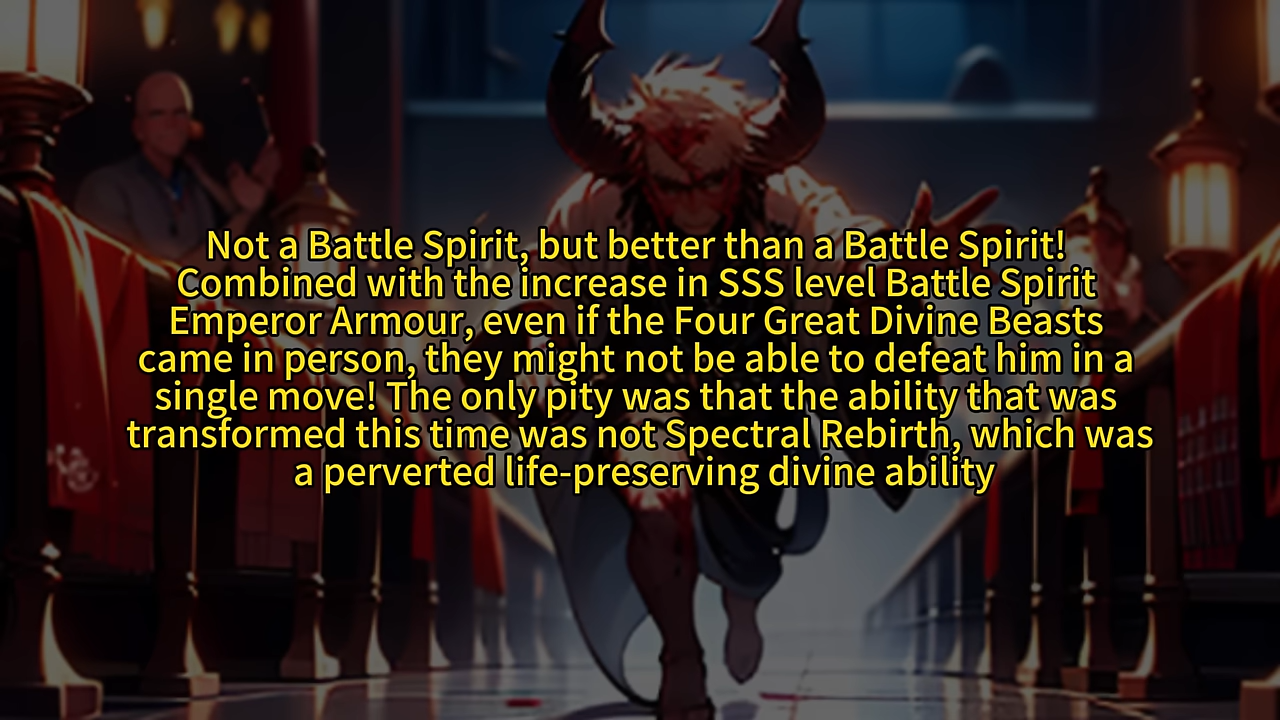 Not a Battle Spirit, but better than a Battle Spirit!
Combined with the increase in SSS level Battle Spirit
Emperor Armour, even if the Four Great Divine Beasts
came in person, they might not be able to defeat him in a
single move! The only pity was that the ability that was
transformed this time was not Spectral Rebirth, which was
a perverted life-preserving divine ability